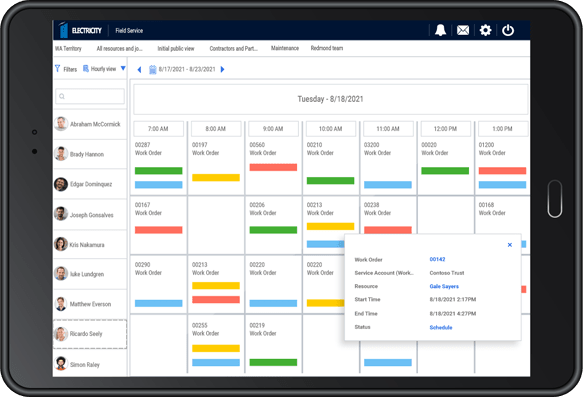 ELECTRICITY Field Service
WA Territory All resources and jo... Initial public view Contractors and Part... Maintenance Redmond team
Filters Hourly view 8/17/2021 - 8/23/2021
Tuesday - 8/18/2021
7:00 AM 8:00 AM 9:00 AM 10:00 AM 11:00 AM 12:00 PM 1:00 PM
Abraham McCormick
00287 00197 00560 00210 03200 00020 01200
Work Order Work Order Work Order Work Order Work Order Work Order Work Order
Brady Hannon
Edgar Dominquez
00167 00206 00213 00238 00168
Work Order Work Order Work Order Work Order Work Order
Joseph Gonsalves
Kris Nakamura
00290 00213 00220 00220
Work Order Work Order Work Order Work Order
luke Lundgren
Matthew Everson
00255 00219
Work Order Work Order
Ricardo Seely
Simon Raley
Work Order 00142
Service Account (Work.. Contoso Trust
Resource Gale Sayers
Start Time 8/18/2021 2:17PM
End Time 8/18/2021 4:27PM
Status Schedule